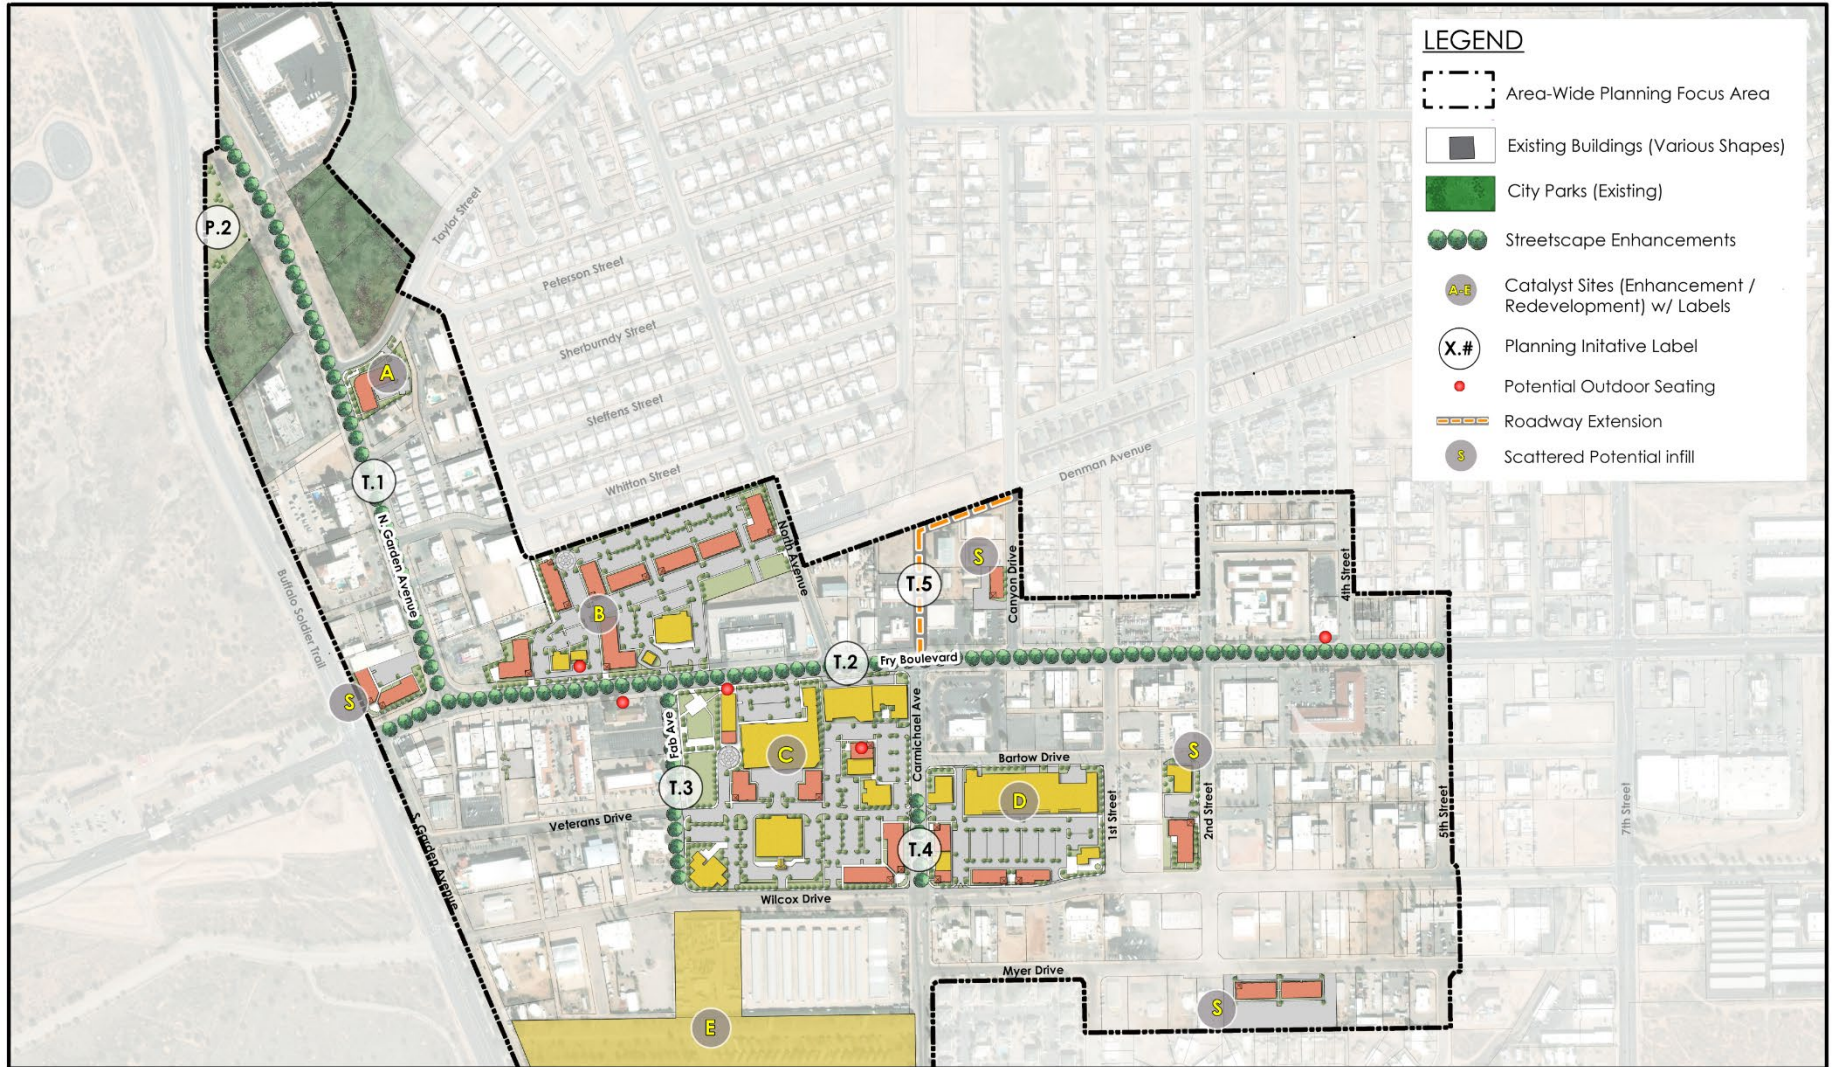 LEGEND
Area-Wide Planning Focus Area
Existing Buildings (Various Shapes)
City Parks (Existing)
Streetscape Enhancements
A-E
Catalyst Sites (Enhancement /
Redevelopment) w/ Labels
X.#
Planning Initative Label
Potential Outdoor Seating
Roadway Extension
S
Scattered Potential infill
P.2
Taylor Street
Peterson Street
Sherburndy Street
A
Steffens Street
Whitton Street
Denman Avenue
T.1
N. Garden Avenue
North Avenue
S
Canyon Drive
T.5
4th Street
Buffalo Soldier Trail
B
T.2
Fry Boulevard
S
Fab Ave
C
Carmichael Ave
Bartow Drive
S
T.3
D
1st Street
2nd Street
5th Street
7th Street
Veterans Drive
T.4
S. Garden Avenue
Wilcox Drive
Myer Drive
S
E